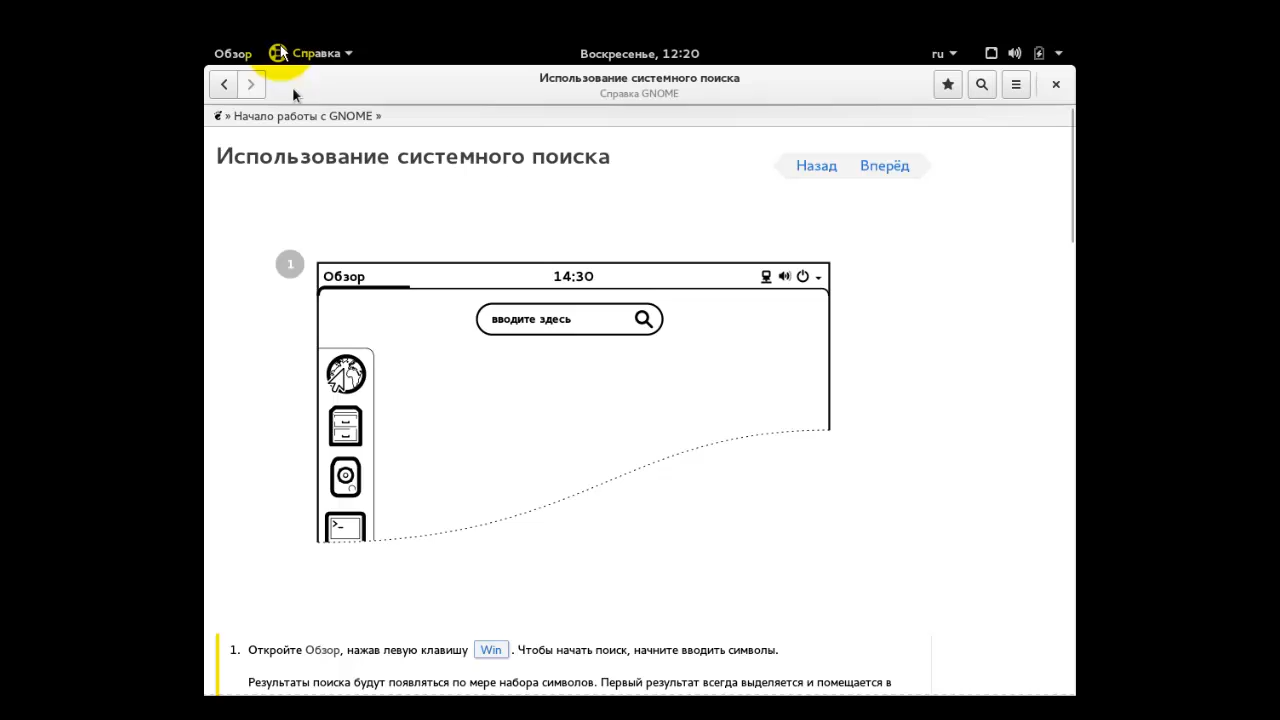 Обзор Справка Воскресенье, 12:20 ru
Использование системного поиска
Справка GNOME
» Начало работы с GNOME »
Использование системного поиска
Назад Вперёд
1
Обзор 14:30
вводите здесь
>_
1. Откройте Обзор, нажав левую клавишу Win. Чтобы начать поиск, начните вводить символы.
Результаты поиска будут появляться по мере набора символов. Первый результат всегда выделяется и помещается в